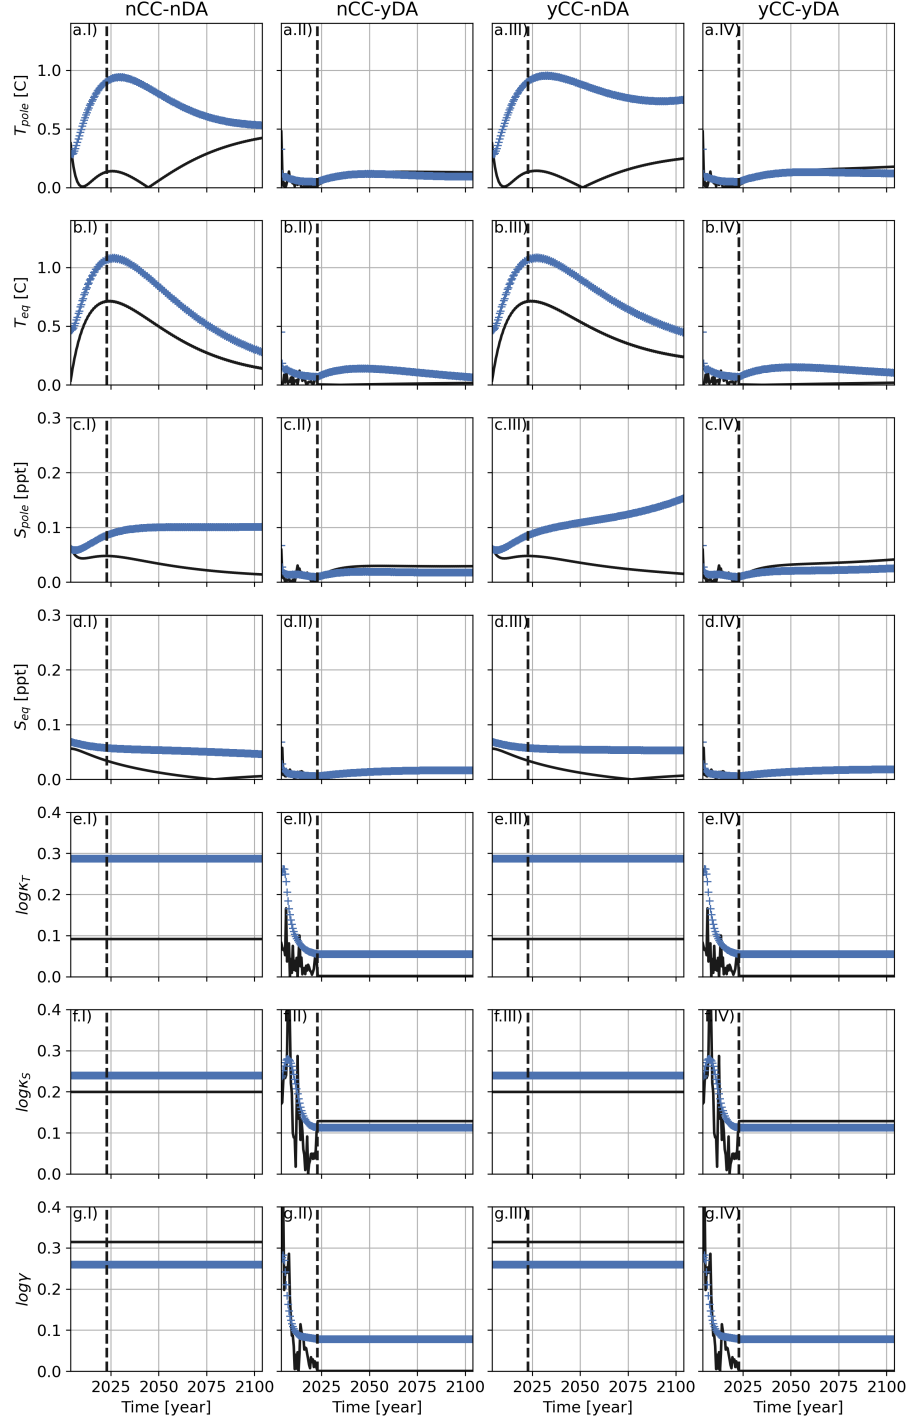 nCC-nDA nCC-yDA yCC-nDA yCC-yDA
a.I) a.II) a.III) a.IV)
1.0
0.5
0.0
T_pole [C]
b.I) b.II) b.III) b.IV)
1.0
0.5
0.0
T_eq [C]
c.I) c.II) c.III) c.IV)
0.3
0.2
0.1
0.0
S_pole [ppt]
d.I) d.II) d.III) d.IV)
0.3
0.2
0.1
0.0
S_eq [ppt]
e.I) e.II) e.III) e.IV)
0.4
0.3
0.2
0.1
0.0
logκ_T
f.I) f.II) f.III) f.IV)
0.4
0.3
0.2
0.1
0.0
logκ_S
g.I) g.II) g.III) g.IV)
0.4
0.3
0.2
0.1
0.0
logγ
2025 2050 2075 2100 2025 2050 2075 2100 2025 2050 2075 2100 2025 2050 2075 2100
Time [year] Time [year] Time [year] Time [year]